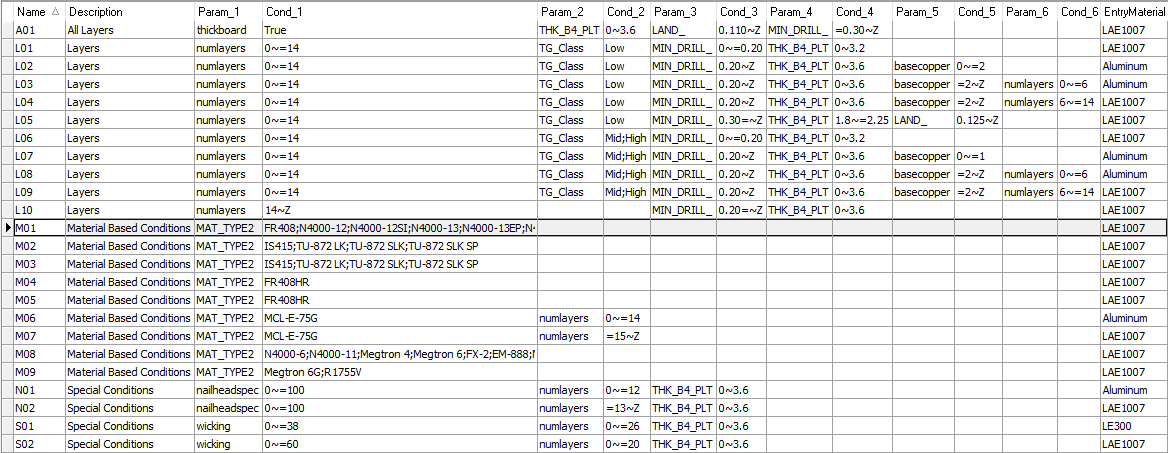 Name Description Param_1 Cond_1 Param_2 Cond_2 Param_3 Cond_3 Param_4 Cond_4 Param_5 Cond_5 Param_6 Cond_6 EntryMaterial
A01 All Layers thickboard True THK_B4_PLT 0~3.6 LAND_ 0.110~Z MIN_DRILL_ =0.30~Z LAE1007
L01 Layers numlayers 0~=14 TG_Class Low MIN_DRILL_ 0~=0.20 THK_B4_PLT 0~3.2 LAE1007
L02 Layers numlayers 0~=14 TG_Class Low MIN_DRILL_ 0.20~Z THK_B4_PLT 0~3.6 basecopper 0~=2 Aluminum
L03 Layers numlayers 0~=14 TG_Class Low MIN_DRILL_ 0.20~Z THK_B4_PLT 0~3.6 basecopper =2~Z numlayers 0~=6 Aluminum
L04 Layers numlayers 0~=14 TG_Class Low MIN_DRILL_ 0.20~Z THK_B4_PLT 0~3.6 basecopper =2~Z numlayers 6~=14 LAE1007
L05 Layers numlayers 0~=14 TG_Class Low MIN_DRILL_ 0.30=~Z THK_B4_PLT 1.8~=2.25 LAND_ 0.125~Z LAE1007
L06 Layers numlayers 0~=14 TG_Class Mid;High MIN_DRILL_ 0~=0.20 THK_B4_PLT 0~3.2 LAE1007
L07 Layers numlayers 0~=14 TG_Class Mid;High MIN_DRILL_ 0.20~Z THK_B4_PLT 0~3.6 basecopper 0~=1 Aluminum
L08 Layers numlayers 0~=14 TG_Class Mid;High MIN_DRILL_ 0.20~Z THK_B4_PLT 0~3.6 basecopper =2~Z numlayers 0~=6 Aluminum
L09 Layers numlayers 0~=14 TG_Class Mid;High MIN_DRILL_ 0.20~Z THK_B4_PLT 0~3.6 basecopper =2~Z numlayers 6~=14 LAE1007
L10 Layers numlayers 14~Z MIN_DRILL_ 0.20=~Z THK_B4_PLT 0~3.6 LAE1007
M01 Material Based Conditions MAT_TYPE2 FR408;N4000-12;N4000-12SI;N4000-13;N4000-13EP; LAE1007
M02 Material Based Conditions MAT_TYPE2 IS415;TU-872 LK;TU-872 SLK;TU-872 SLK SP LAE1007
M03 Material Based Conditions MAT_TYPE2 IS415;TU-872 LK;TU-872 SLK;TU-872 SLK SP LAE1007
M04 Material Based Conditions MAT_TYPE2 FR408HR LAE1007
M05 Material Based Conditions MAT_TYPE2 FR408HR LAE1007
M06 Material Based Conditions MAT_TYPE2 MCL-E-75G numlayers 0~=14 Aluminum
M07 Material Based Conditions MAT_TYPE2 MCL-E-75G numlayers =15~Z LAE1007
M08 Material Based Conditions MAT_TYPE2 N4000-6;N4000-11;Megtron 4;Megtron 6;FX-2;EM-888; LAE1007
M09 Material Based Conditions MAT_TYPE2 Megtron 6G;R1755V LAE1007
N01 Special Conditions nailheadspec 0~=100 numlayers 0~=12 THK_B4_PLT 0~3.6 Aluminum
N02 Special Conditions nailheadspec 0~=100 numlayers =13~Z THK_B4_PLT 0~3.6 LAE1007
S01 Special Conditions wicking 0~=38 numlayers 0~=26 THK_B4_PLT 0~3.6 LE300
S02 Special Conditions wicking 0~=60 numlayers 0~=20 THK_B4_PLT 0~3.6 LAE1007